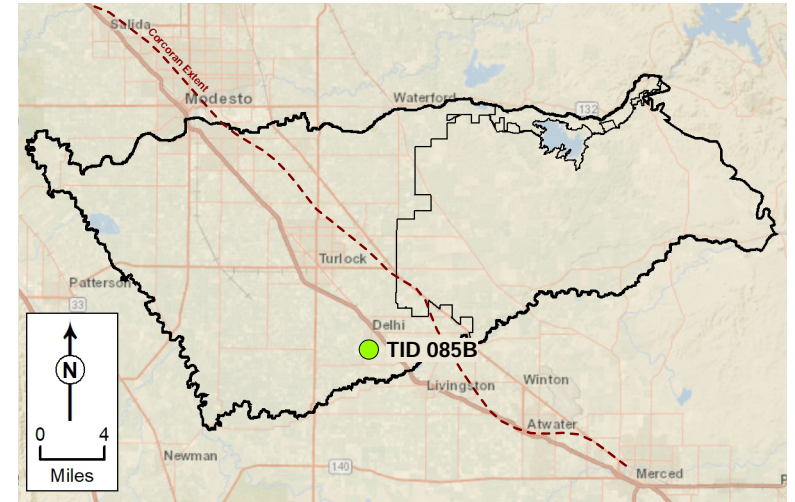 Salida
Corcoran Extent
Modesto
Waterford
132
Turlock
Patterson
33
Delhi
TID 085B
N
0 4
Miles
Livingston
Winton
Atwater
Newman
140
Merced
P